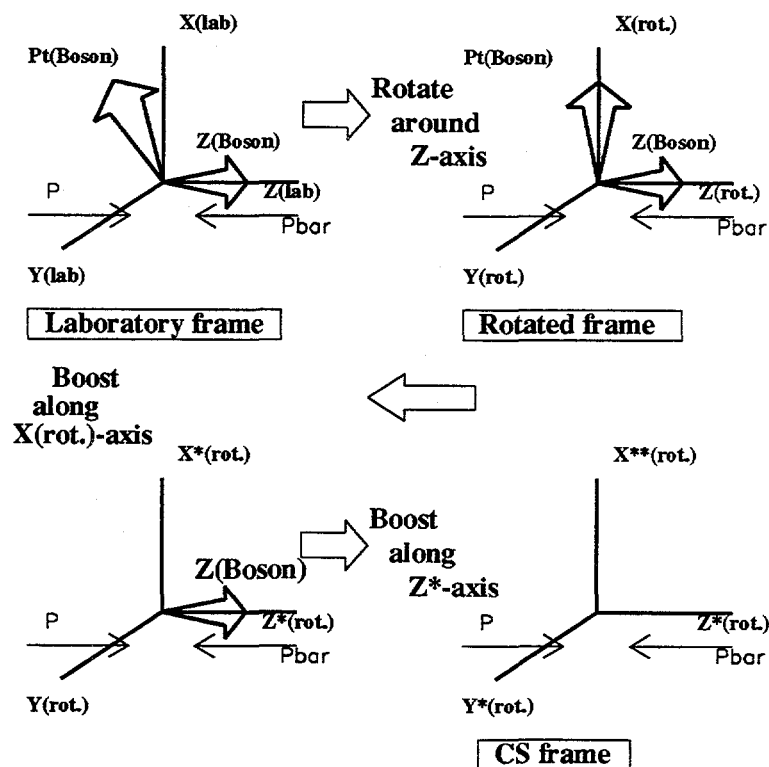 X(lab)
Pt(Boson)
Z(Boson)
Z(lab)
P
Pbar
Y(lab)
Laboratory frame
Rotate
around
Z-axis
X(rot.)
Pt(Boson)
Z(Boson)
Z(rot.)
P
Pbar
Y(rot.)
Rotated frame
Boost
along
X(rot.)-axis
X*(rot.)
Z(Boson)
Z*(rot.)
P
Pbar
Y(rot.)
Boost
along
Z*-axis
X**(rot.)
Z*(rot.)
P
Pbar
Y*(rot.)
CS frame